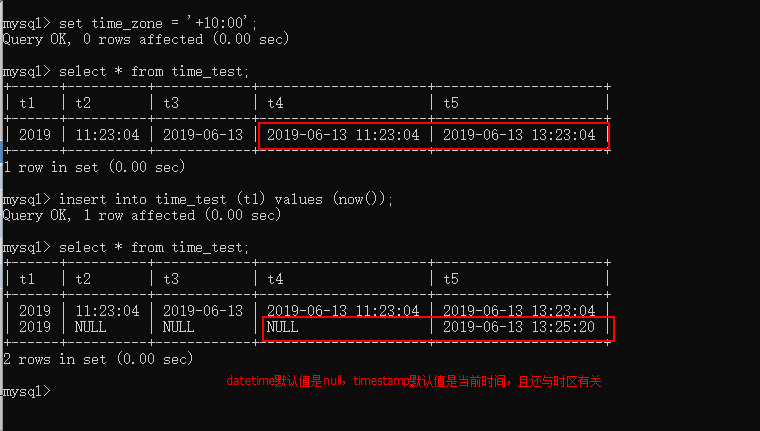 mysql> set time_zone = '+10:00';
Query OK, 0 rows affected (0.00 sec)
mysql> select * from time_test;
+------+----------+------------+---------------------+---------------------+
| t1   | t2       | t3         | t4                  | t5                  |
+------+----------+------------+---------------------+---------------------+
| 2019 | 11:23:04 | 2019-06-13 | 2019-06-13 11:23:04 | 2019-06-13 13:23:04 |
+------+----------+------------+---------------------+---------------------+
1 row in set (0.00 sec)
mysql> insert into time_test (t1) values (now());
Query OK, 1 row affected (0.00 sec)
mysql> select * from time_test;
+------+----------+------------+---------------------+---------------------+
| t1   | t2       | t3         | t4                  | t5                  |
+------+----------+------------+---------------------+---------------------+
| 2019 | 11:23:04 | 2019-06-13 | 2019-06-13 11:23:04 | 2019-06-13 13:23:04 |
| 2019 | NULL     | NULL       | NULL                | 2019-06-13 13:25:20 |
+------+----------+------------+---------------------+---------------------+
2 rows in set (0.00 sec)
datetime默认值是null，timestamp默认值是当前时间，且还与时区有关
mysql>